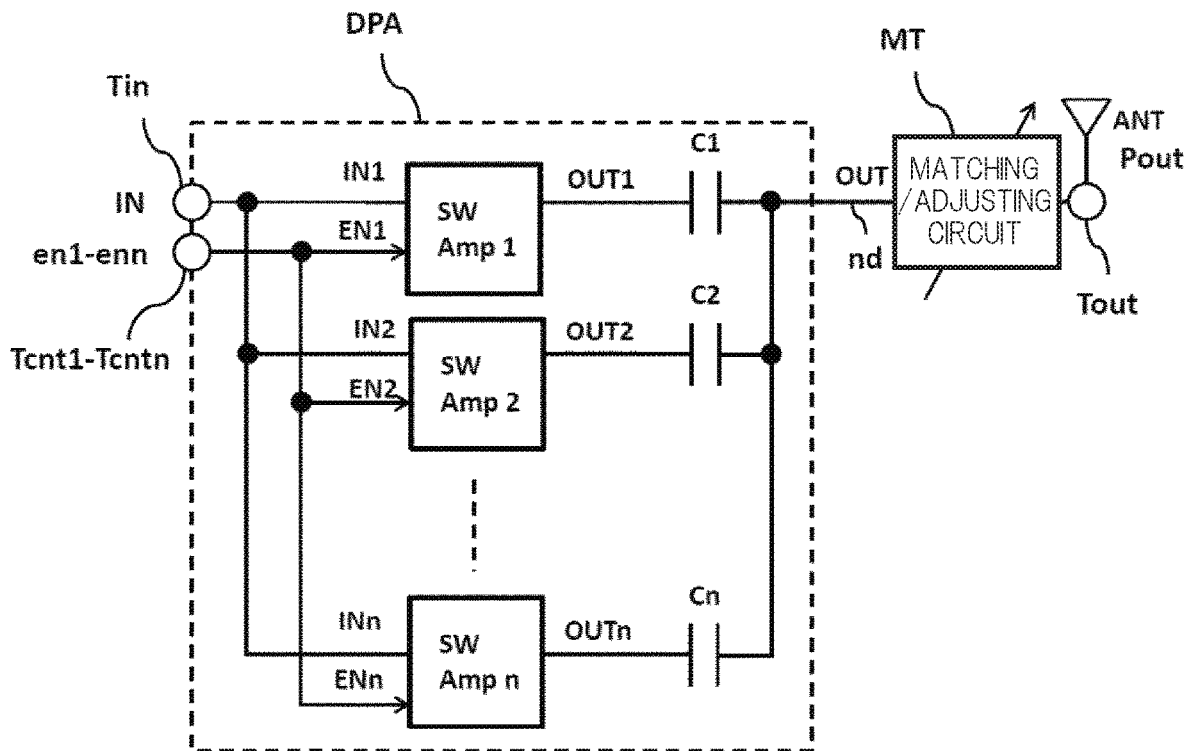 DPA
MT
Tin
C1
ANT
Pout
IN1
OUT1
OUT
MATCHING
/ADJUSTING
CIRCUIT
IN
SW
Amp 1
EN1
en1-enn
nd
C2
Tout
IN2
OUT2
Tcnt1-Tcntn
SW
Amp 2
EN2
Cn
INn
OUTn
SW
Amp n
ENn